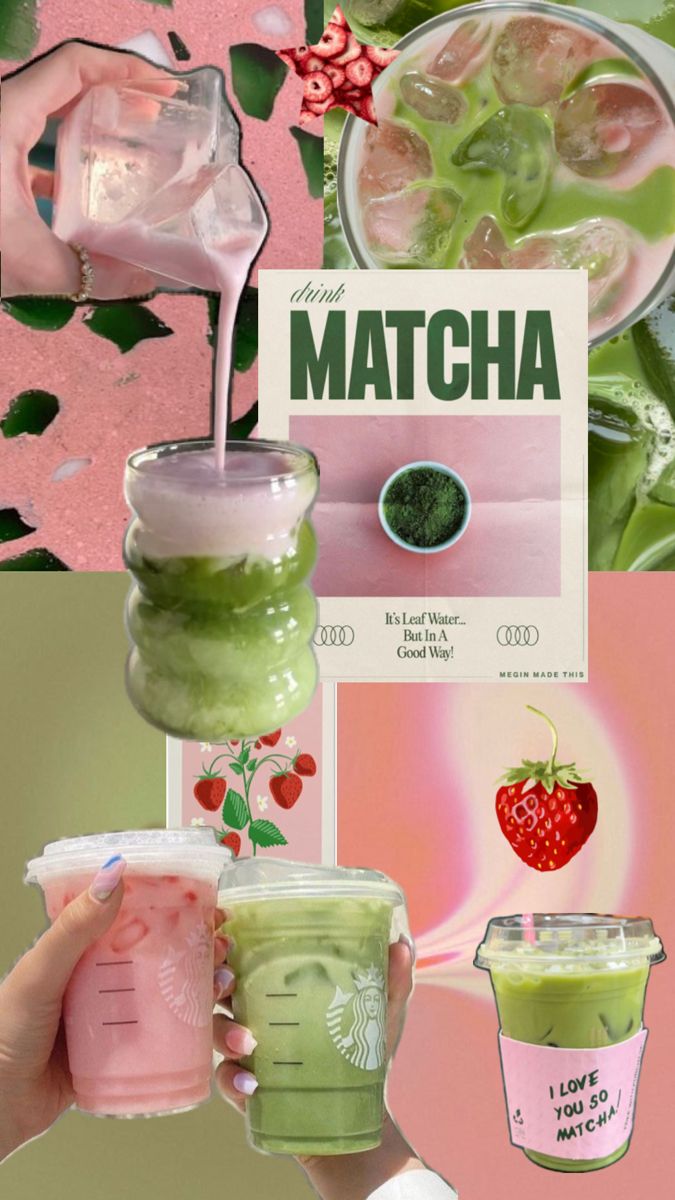 drink
MATCHA
It's Leaf Water...
But In A
Good Way!
MEGIN MADE THIS
I LOVE
YOU SO
MATCHA!